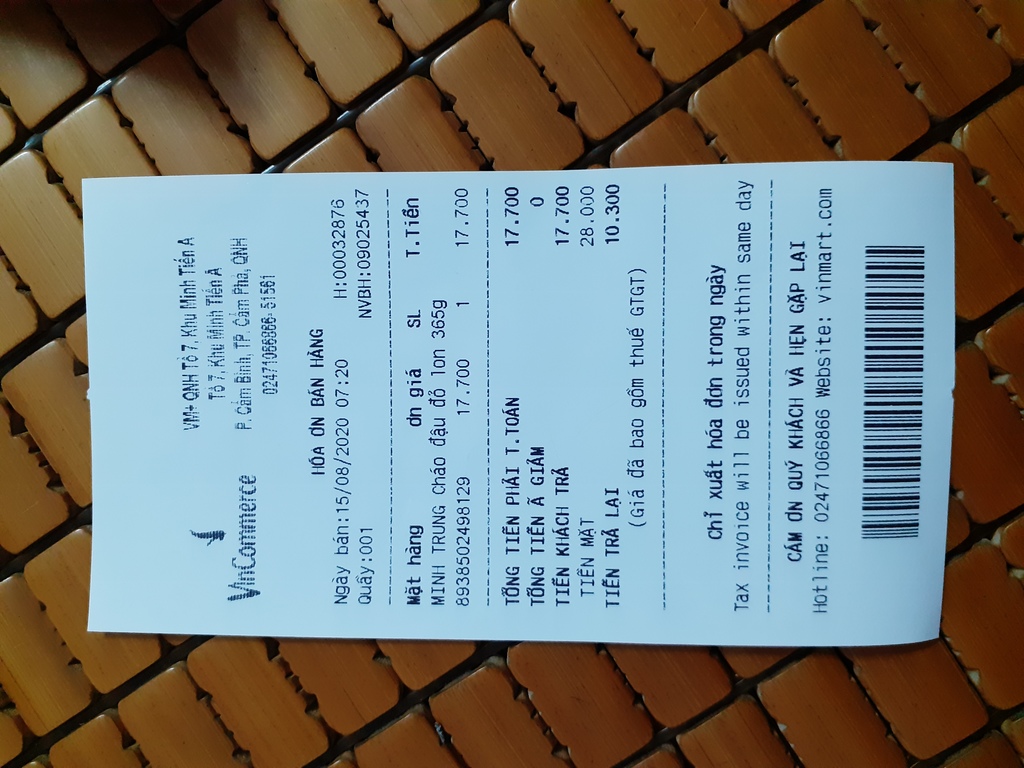 VinCommerce
VM+ QNH Tổ 7, Khu Minh Tiến A
Tổ 7, Khu Minh Tiến A
P. Cẩm Bình, TP. Cẩm Phả, QNH
02471066866-51561
HÓA ƠN BÁN HÀNG
Ngày bán:15/08/2020 07:20 H:00032876
Quầy:001 NVBH:09025437
Mặt hàng ơn giá SL T.Tiền
MINH TRUNG Cháo đậu đỏ lon 365g
8938502498129 17.700 1 17.700
TỔNG TIỀN PHẢI T.TOÁN 17.700
TỔNG TIỀN Ã GIẢM 0
TIỀN KHÁCH TRẢ 17.700
TIỀN MẶT 28.000
TIỀN TRẢ LẠI 10.300
(Giá đã bao gồm thuế GTGT)
chỉ xuất hóa đơn trong ngày
Tax invoice will be issued within same day
CẢM ƠN QUÝ KHÁCH VÀ HẸN GẶP LẠI
Hotline: 02471066866 Website: vinmart.com